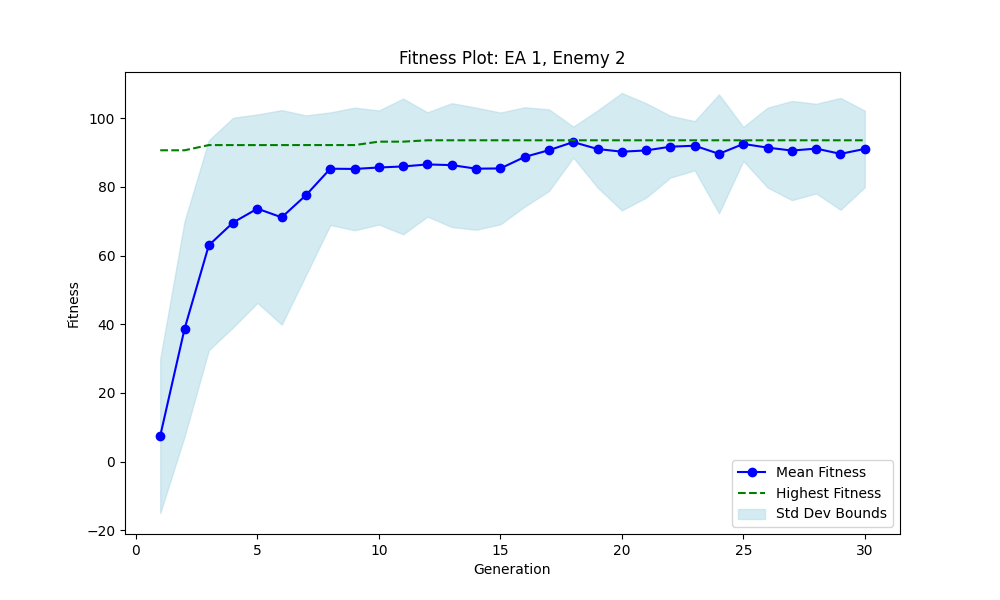 Fitness Plot: EA 1, Enemy 2
Fitness
100
80
60
40
20
0
−20
0 5 10 15 20 25 30
Generation
Mean Fitness
Highest Fitness
Std Dev Bounds